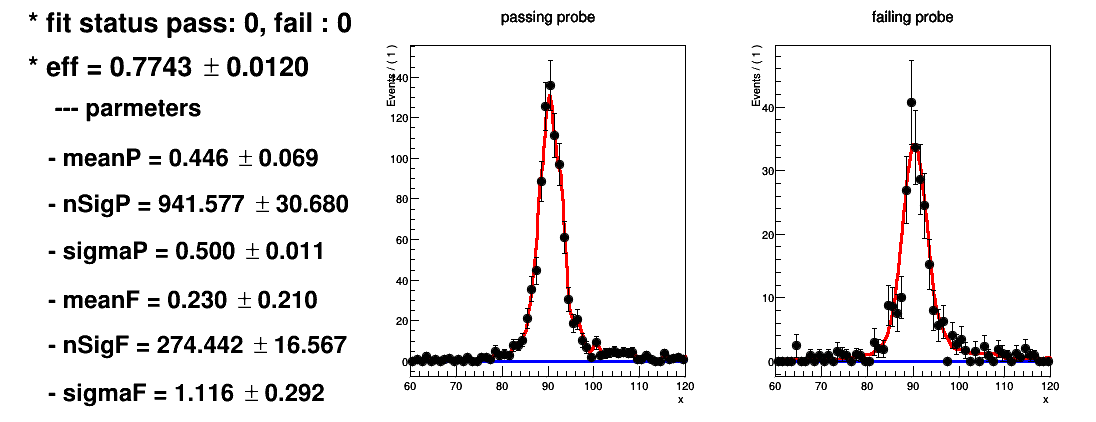 * fit status pass: 0, fail : 0
* eff = 0.7743 ± 0.0120
--- parmeters
- meanP = 0.446 ± 0.069
- nSigP = 941.577 ± 30.680
- sigmaP = 0.500 ± 0.011
- meanF = 0.230 ± 0.210
- nSigF = 274.442 ± 16.567
- sigmaF = 1.116 ± 0.292
passing probe
Events / ( 1 )
140
120
100
80
60
40
20
0
60 70 80 90 100 110 120
x
failing probe
Events / ( 1 )
40
30
20
10
0
60 70 80 90 100 110 120
x